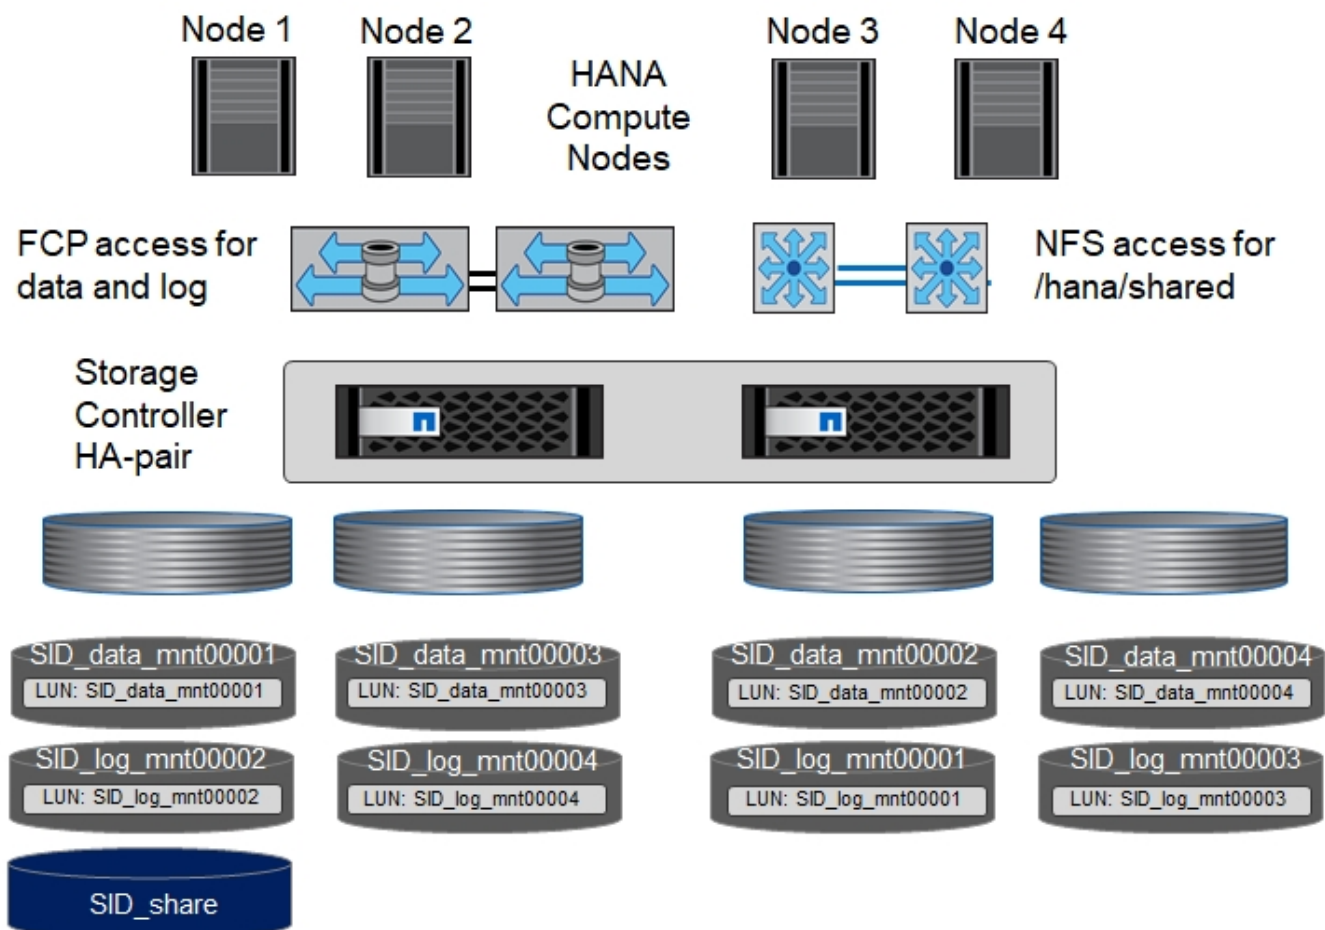 Node 1
Node 2
Node 3
Node 4
HANA
Compute
Nodes
FCP access for
data and log
NFS access for
/hana/shared
Storage
Controller
HA-pair
SID_data_mnt00001
LUN: SID_data_mnt00001
SID_data_mnt00003
LUN: SID_data_mnt00003
SID_data_mnt00002
LUN: SID_data_mnt00002
SID_data_mnt00004
LUN: SID_data_mnt00004
SID_log_mnt00002
LUN: SID_log_mnt00002
SID_log_mnt00004
LUN: SID_log_mnt00004
SID_log_mnt00001
LUN: SID_log_mnt00001
SID_log_mnt00003
LUN: SID_log_mnt00003
SID_share